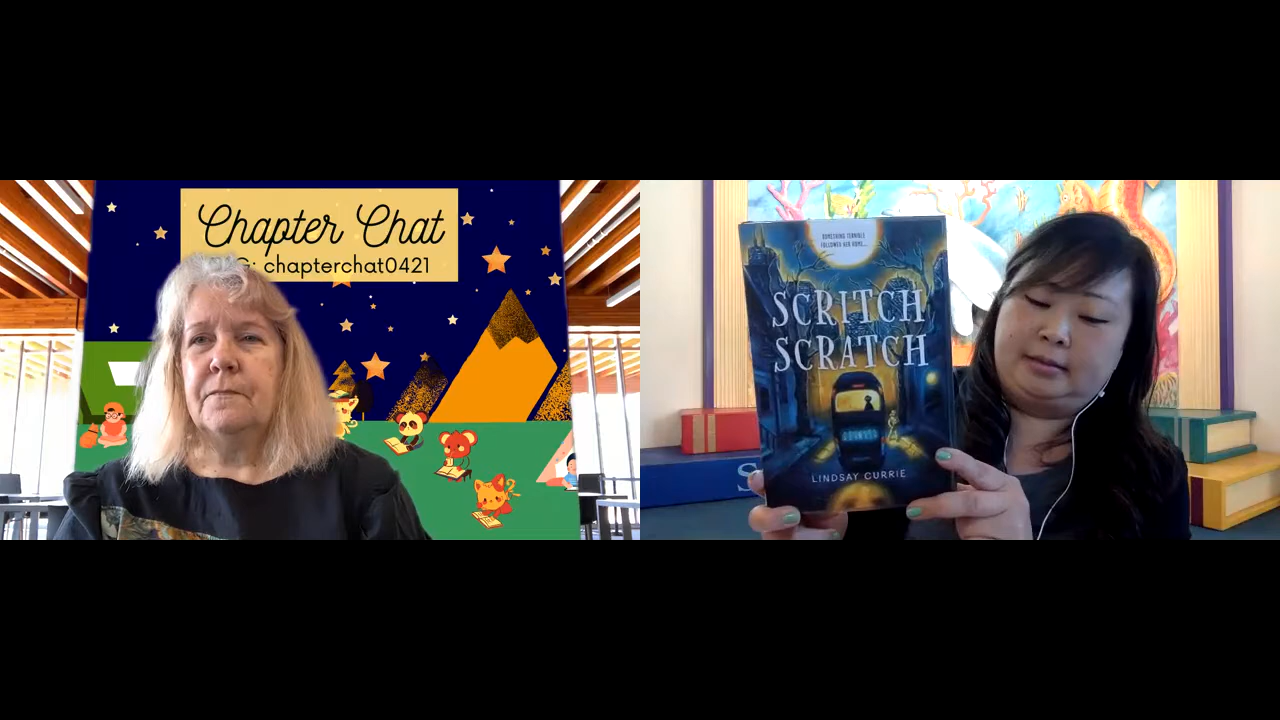 Chapter Chat
G: chapterchat0421
SOMETHING TERRIBLE
FOLLOWED HER HOME...
SCRITCH
SCRATCH
LINDSAY CURRIE
S